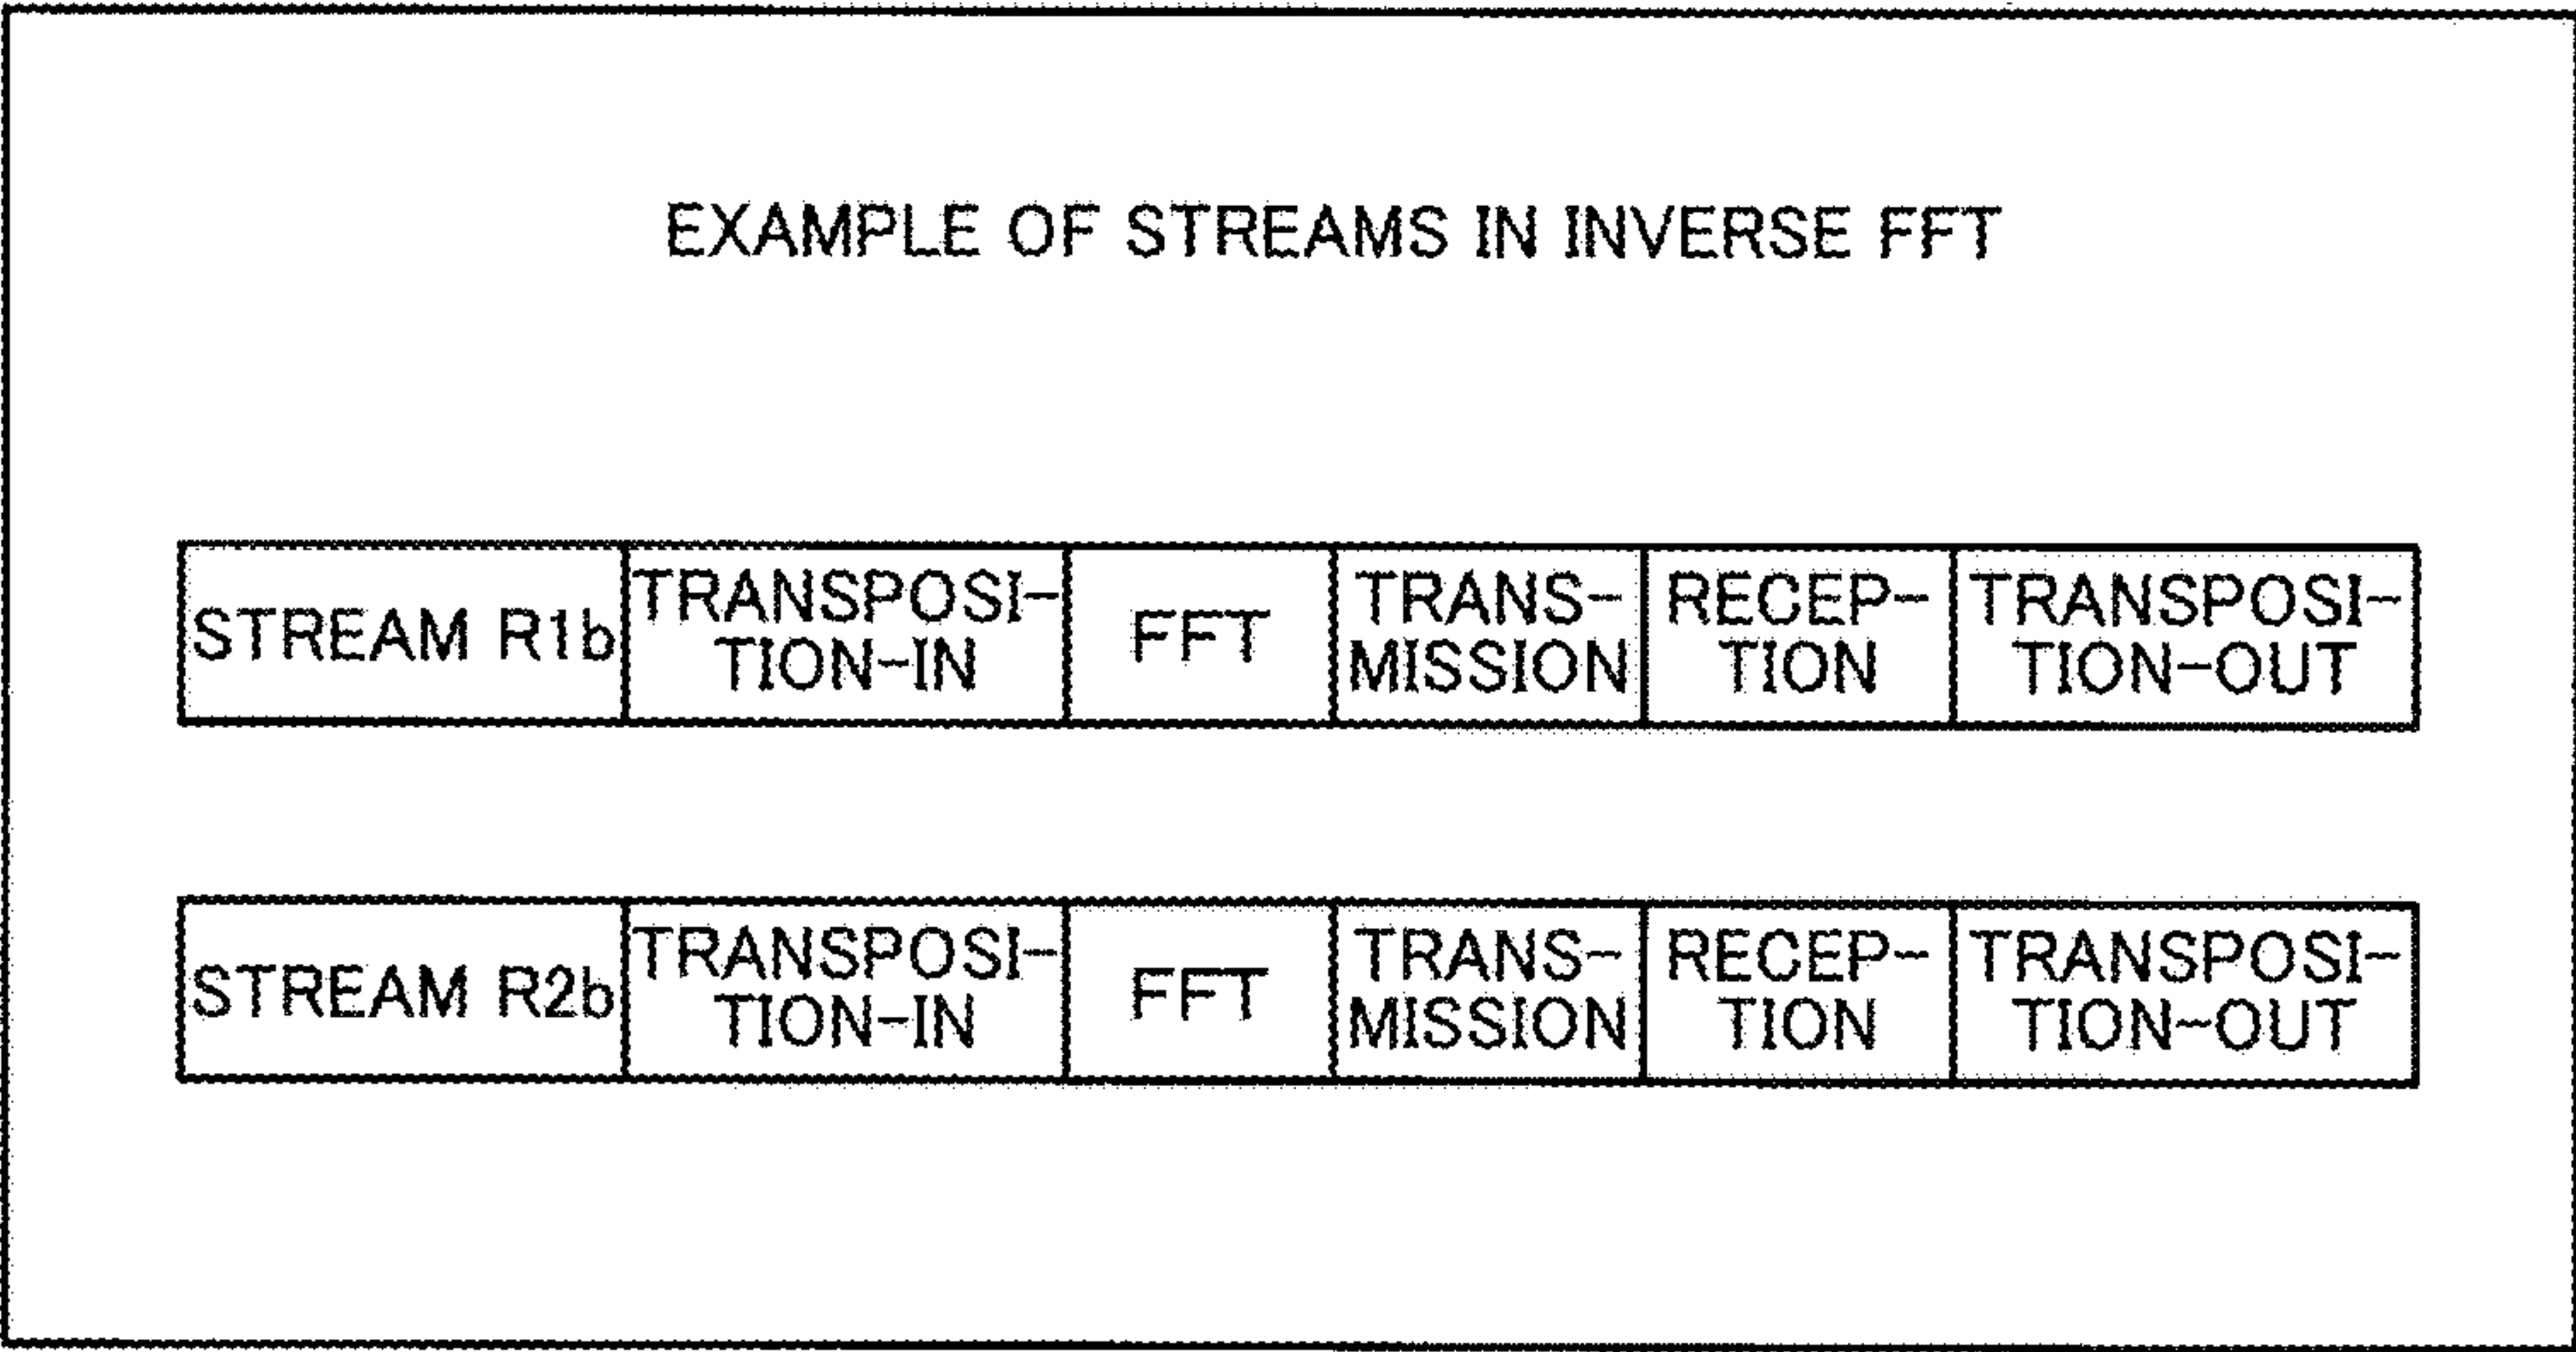 EXAMPLE OF STREAMS IN INVERSE FFT
STREAM R1b
TRANSPOSI-
TION-IN
FFT
TRANS-
MISSION
RECEP-
TION
TRANSPOSI-
TION-OUT
STREAM R2b
TRANSPOSI-
TION-IN
FFT
TRANS-
MISSION
RECEP-
TION
TRANSPOSI-
TION-OUT